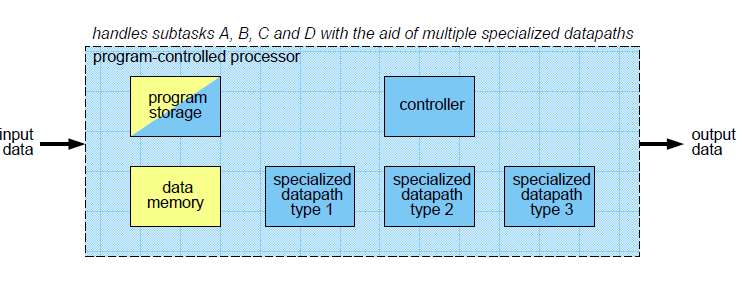 handles subtasks A, B, C and D with the aid of multiple specialized datapaths
program-controlled processor
program
storage
controller
input
data
output
data
data
memory
specialized
datapath
type 1
specialized
datapath
type 2
specialized
datapath
type 3